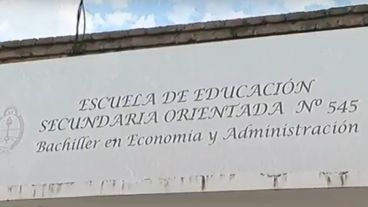 ESCUELA DE EDUCACIÓN
SECUNDARIA ORIENTADA Nº 545
Bachiller en Economía y Administración